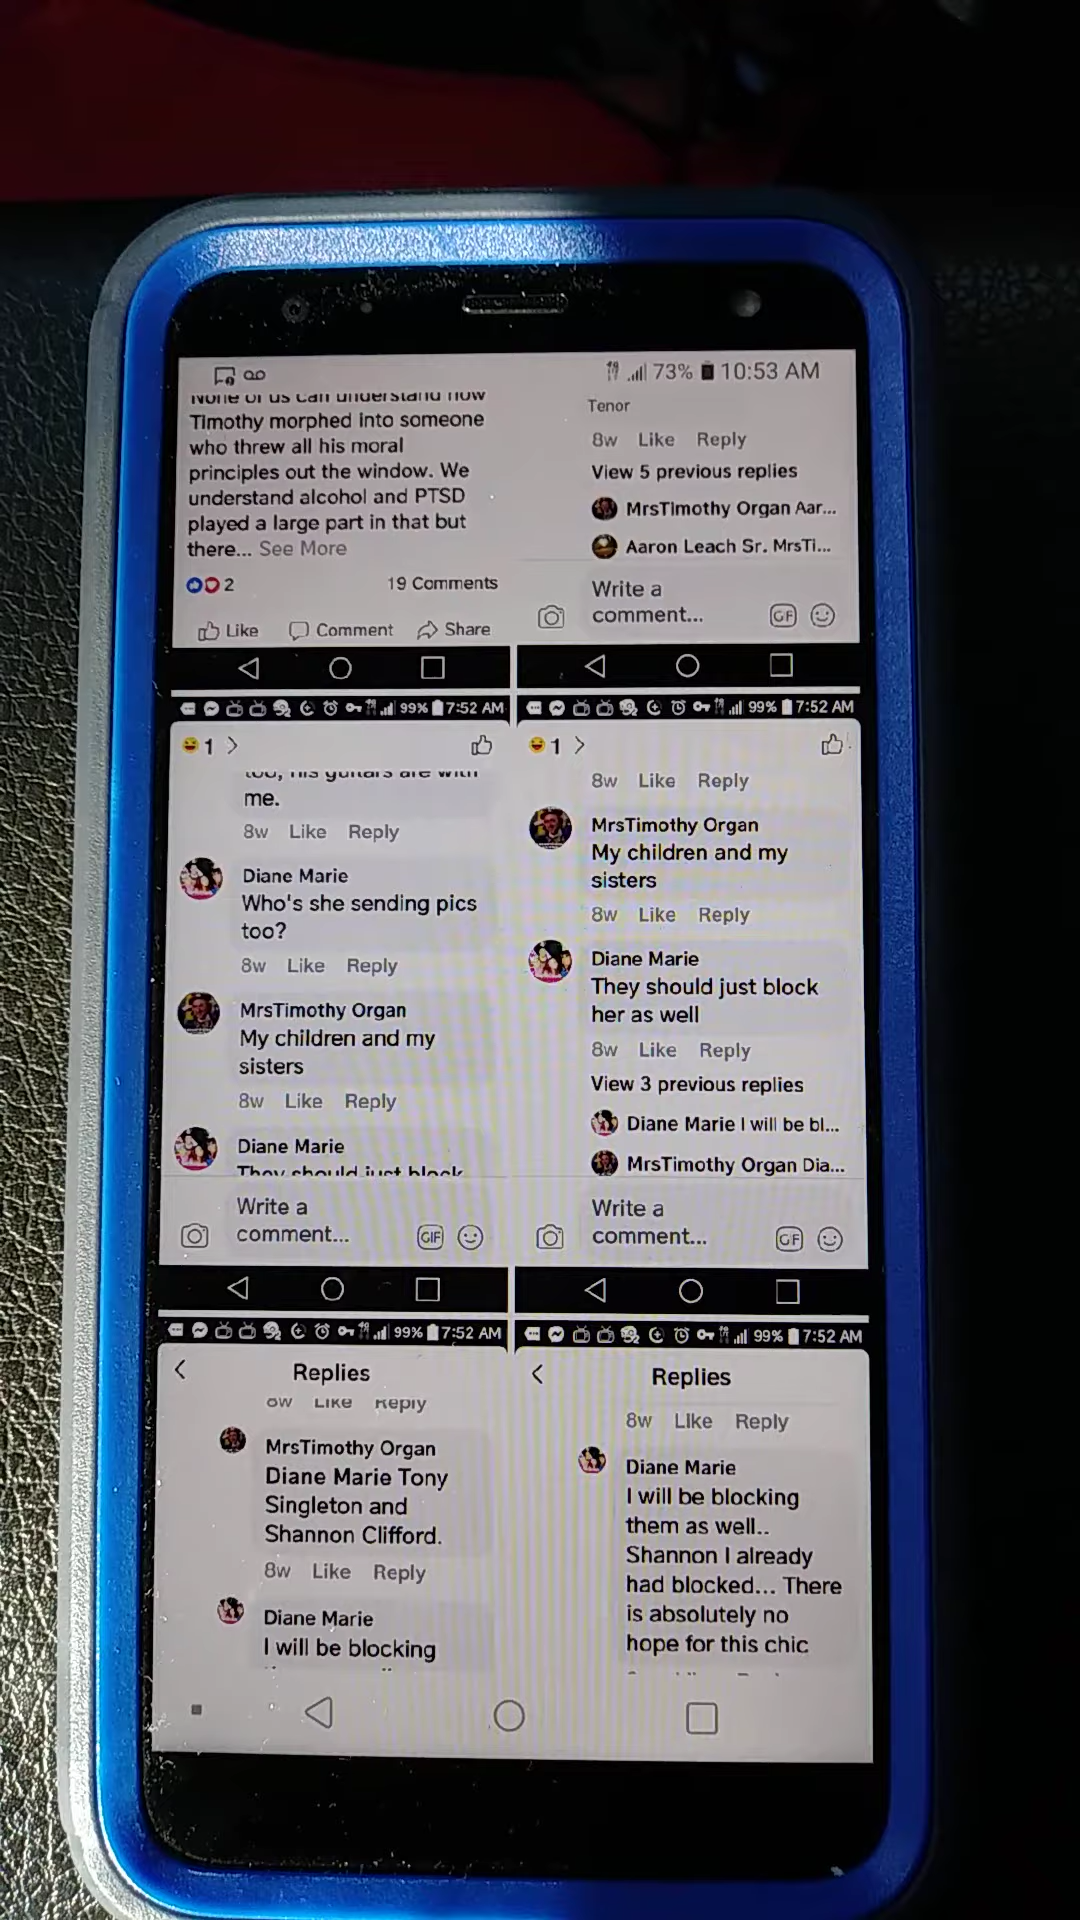 73% 10:53 AM
None of us can understand how
Timothy morphed into someone
who threw all his moral
principles out the window. We
understand alcohol and PTSD
played a large part in that but
there... See More
2 19 Comments
Like Comment Share
Tenor
8w Like Reply
View 5 previous replies
MrsTimothy Organ Aar...
Aaron Leach Sr. MrsTi...
Write a
comment...
GIF
99% 7:52 AM
1
too, his guitars are with
me.
8w Like Reply
Diane Marie
Who's she sending pics
too?
8w Like Reply
MrsTimothy Organ
My children and my
sisters
8w Like Reply
Diane Marie
They should just block
Write a
comment...
GIF
99% 7:52 AM
1
8w Like Reply
MrsTimothy Organ
My children and my
sisters
8w Like Reply
Diane Marie
They should just block
her as well
8w Like Reply
View 3 previous replies
Diane Marie I will be bl...
MrsTimothy Organ Dia...
Write a
comment...
GIF
99% 7:52 AM
Replies
8w Like Reply
MrsTimothy Organ
Diane Marie Tony
Singleton and
Shannon Clifford.
8w Like Reply
Diane Marie
I will be blocking
99% 7:52 AM
Replies
8w Like Reply
Diane Marie
I will be blocking
them as well..
Shannon I already
had blocked... There
is absolutely no
hope for this chic